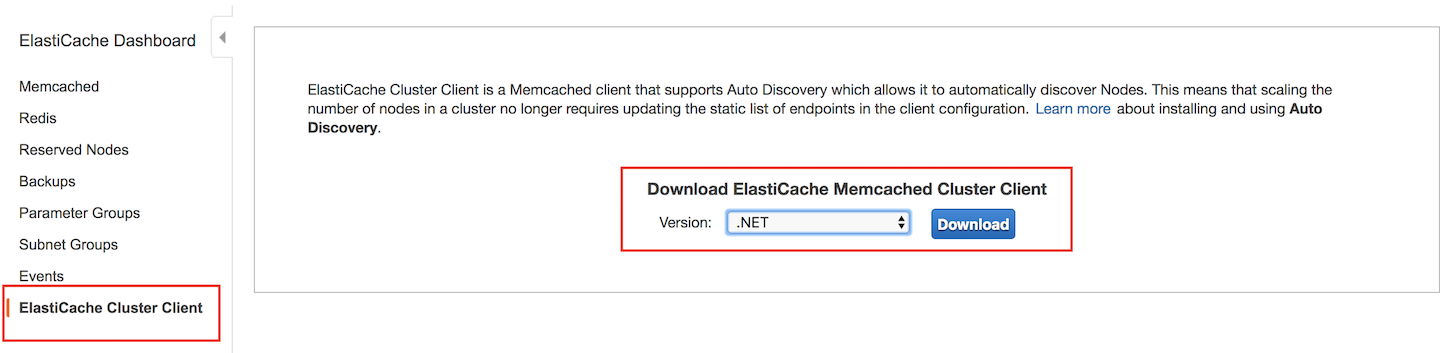 ElastiCache Dashboard
Memcached
Redis
Reserved Nodes
Backups
Parameter Groups
Subnet Groups
Events
ElastiCache Cluster Client
ElastiCache Cluster Client is a Memcached client that supports Auto Discovery which allows it to automatically discover Nodes. This means that scaling the
number of nodes in a cluster no longer requires updating the static list of endpoints in the client configuration. Learn more about installing and using Auto
Discovery.
Download ElastiCache Memcached Cluster Client
Version: .NET Download